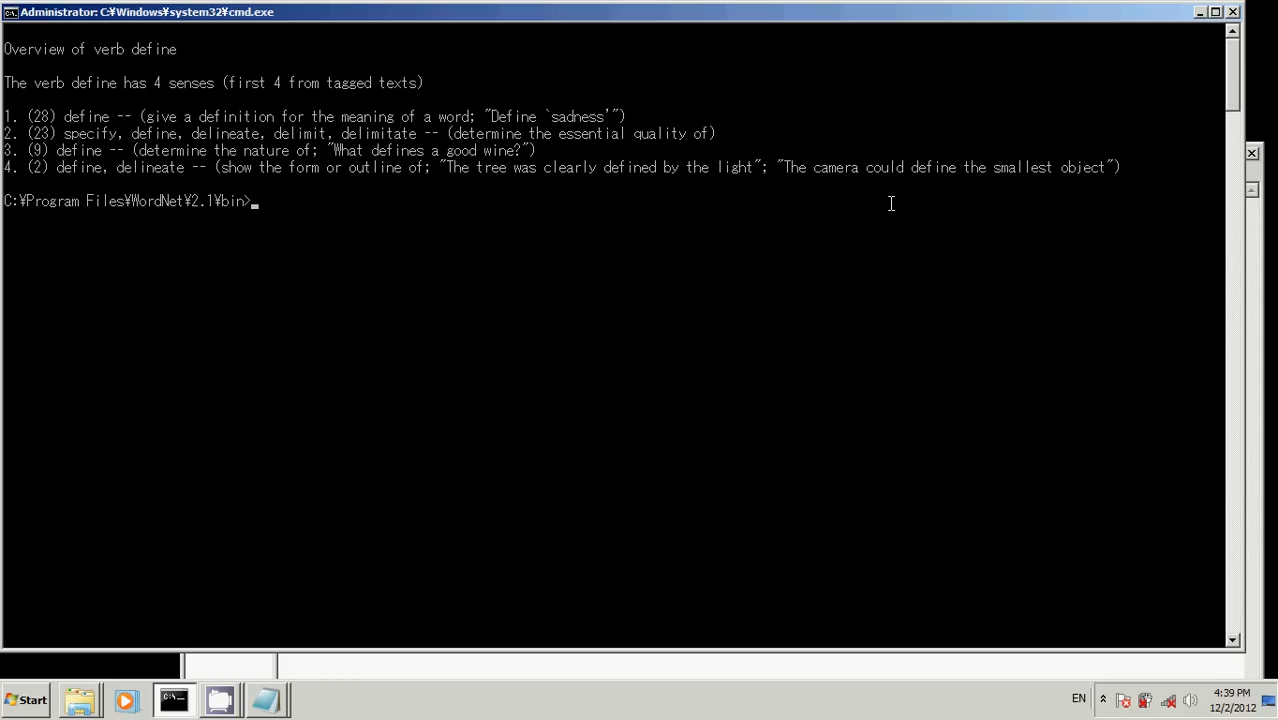 Administrator: C:¥Windows¥system32¥cmd.exe
Overview of verb define
The verb define has 4 senses (first 4 from tagged texts)
1. (28) define -- (give a definition for the meaning of a word; "Define `sadness'")
2. (23) specify, define, delineate, delimit, delimitate -- (determine the essential quality of)
3. (9) define -- (determine the nature of; "What defines a good wine?")
4. (2) define, delineate -- (show the form or outline of; "The tree was clearly defined by the light"; "The camera could define the smallest object")
C:¥Program Files¥WordNet¥2.1¥bin>_
Start
EN
4:39 PM
12/2/2012